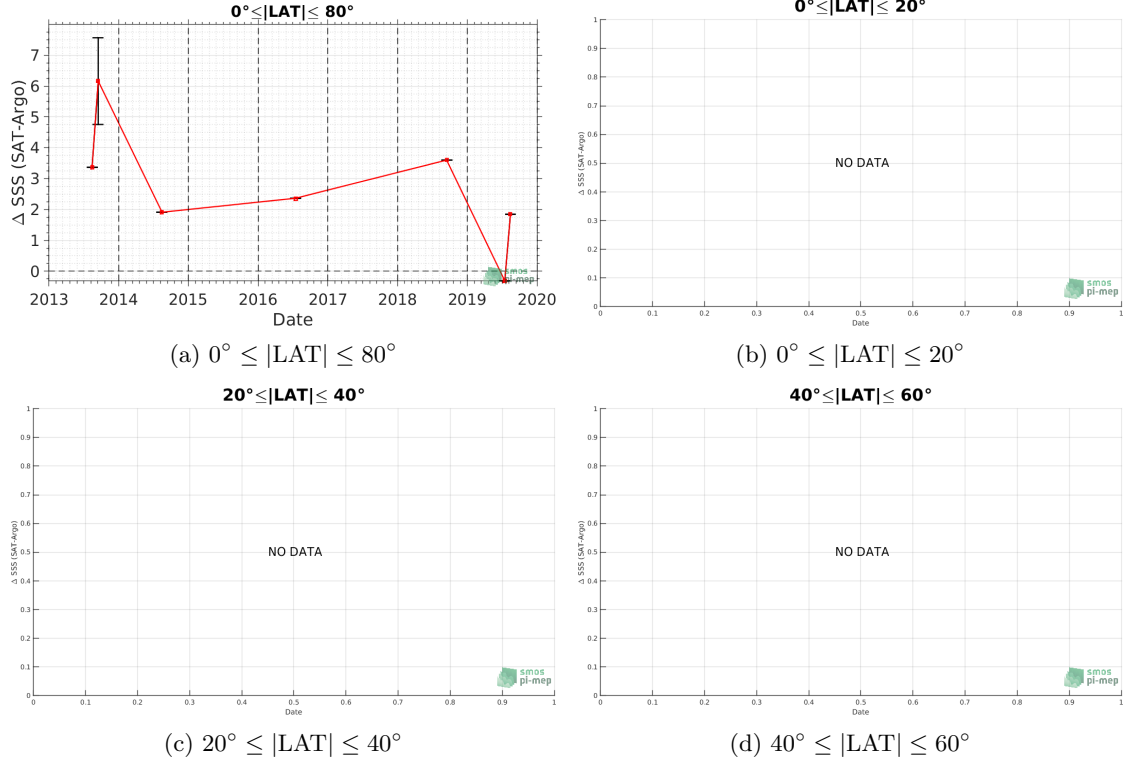 0°≤|LAT|≤ 80°
Δ SSS (SAT-Argo)
7
6
5
4
3
2
1
0
2013 2014 2015 2016 2017 2018 2019 2020
Date
smos
pi-mep
(a) 0° ≤ |LAT| ≤ 80°
0°≤|LAT|≤ 20°
Δ SSS (SAT-Argo)
1
0.9
0.8
0.7
0.6
0.5
0.4
0.3
0.2
0.1
0
NO DATA
0 0.1 0.2 0.3 0.4 0.5 0.6 0.7 0.8 0.9 1
Date
smos
pi-mep
(b) 0° ≤ |LAT| ≤ 20°
20°≤|LAT|≤ 40°
Δ SSS (SAT-Argo)
1
0.9
0.8
0.7
0.6
0.5
0.4
0.3
0.2
0.1
0
NO DATA
0 0.1 0.2 0.3 0.4 0.5 0.6 0.7 0.8 0.9 1
Date
smos
pi-mep
(c) 20° ≤ |LAT| ≤ 40°
40°≤|LAT|≤ 60°
Δ SSS (SAT-Argo)
1
0.9
0.8
0.7
0.6
0.5
0.4
0.3
0.2
0.1
0
NO DATA
0 0.1 0.2 0.3 0.4 0.5 0.6 0.7 0.8 0.9 1
Date
smos
pi-mep
(d) 40° ≤ |LAT| ≤ 60°